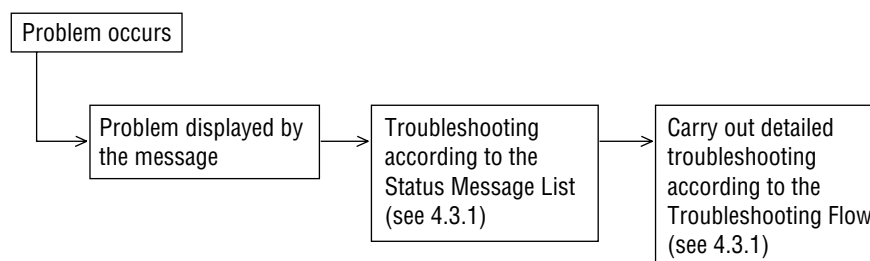 Problem occurs
Problem displayed by
the message
Troubleshooting
according to the
Status Message List
(see 4.3.1)
Carry out detailed
troubleshooting
according to the
Troubleshooting Flow
(see 4.3.1)